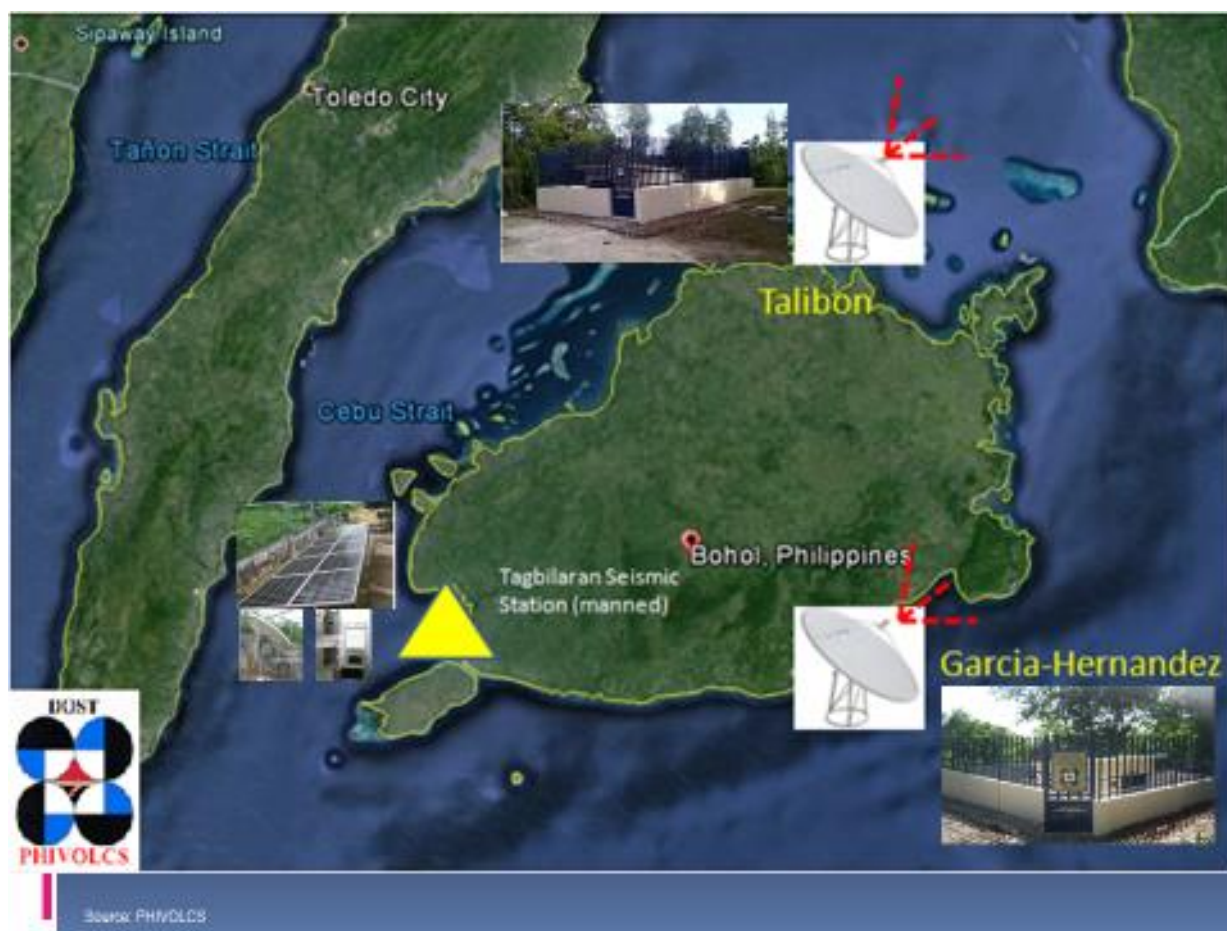 Sipaway Island
Toledo City
Tañon Strait
Talibon
Cebu Strait
Bohol, Philippines
Tagbilaran Seismic
Station (manned)
Garcia-Hernandez
DOST
PHIVOLCS
Source: PHIVOLCS